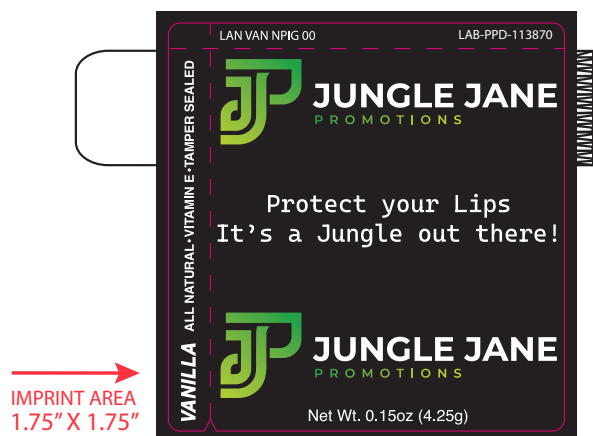 LAN VAN NPIG 00
LAB-PPD-113870
VANILLA ALL NATURAL•VITAMIN E•TAMPER SEALED
JUNGLE JANE
PROMOTIONS
Protect your Lips
It's a Jungle out there!
JUNGLE JANE
PROMOTIONS
Net Wt. 0.15oz (4.25g)
IMPRINT AREA
1.75” X 1.75”